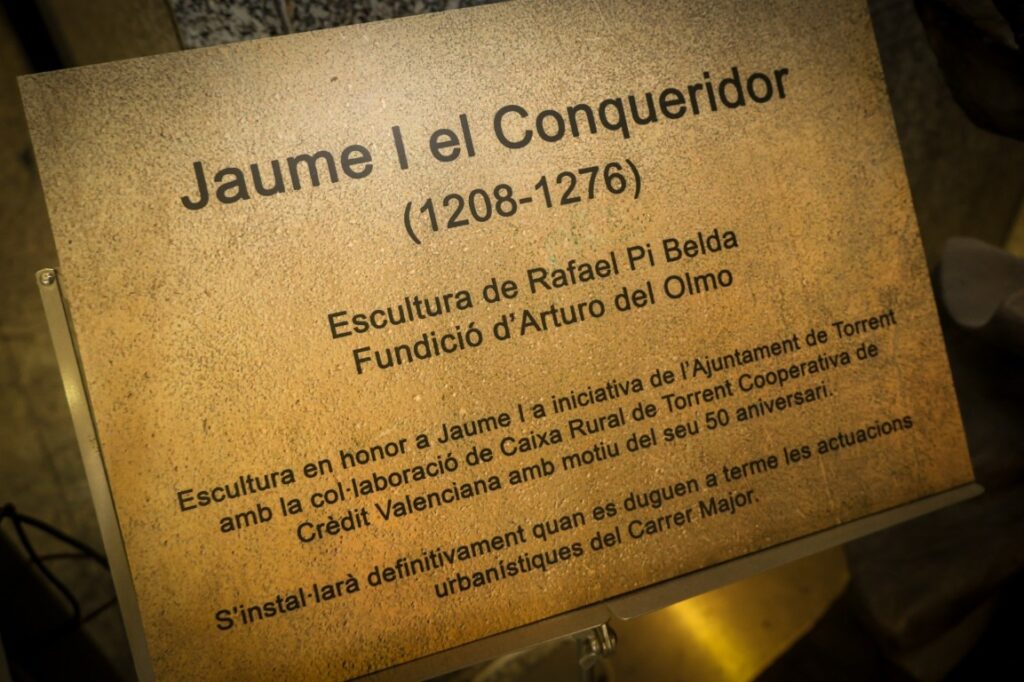 Jaume I el Conqueridor
(1208-1276)
Escultura de Rafael Pi Belda
Fundició d'Arturo del Olmo
Escultura en honor a Jaume I a iniciativa de l'Ajuntament de Torrent
amb la col·laboració de Caixa Rural de Torrent Cooperativa de
Crèdit Valenciana amb motiu del seu 50 aniversari.
S'instal·larà definitivament quan es duguen a terme les actuacions
urbanístiques del Carrer Major.